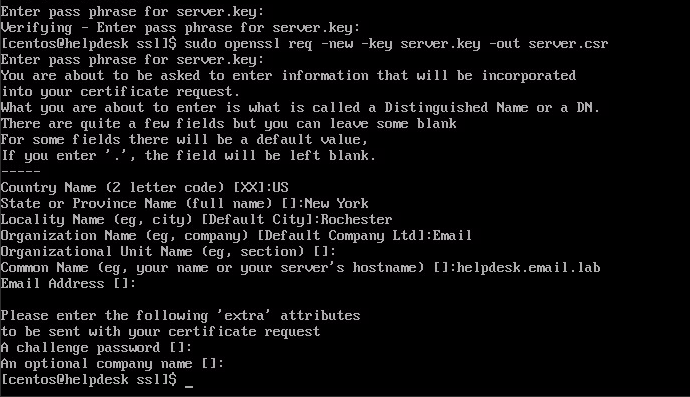 Enter pass phrase for server.key:
Verifying - Enter pass phrase for server.key:
[centos@helpdesk ssl]$ sudo openssl req -new -key server.key -out server.csr
Enter pass phrase for server.key:
You are about to be asked to enter information that will be incorporated
into your certificate request.
What you are about to enter is what is called a Distinguished Name or a DN.
There are quite a few fields but you can leave some blank
For some fields there will be a default value,
If you enter '.', the field will be left blank.
-----
Country Name (2 letter code) [XX]:US
State or Province Name (full name) []:New York
Locality Name (eg, city) [Default City]:Rochester
Organization Name (eg, company) [Default Company Ltd]:Email
Organizational Unit Name (eg, section) []:
Common Name (eg, your name or your server's hostname) []:helpdesk.email.lab
Email Address []:
Please enter the following 'extra' attributes
to be sent with your certificate request
A challenge password []:
An optional company name []:
[centos@helpdesk ssl]$ _